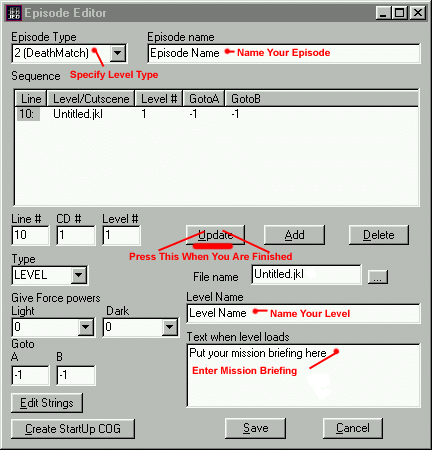 Episode Editor
Episode Type
Episode name
2 (DeathMatch)
Episode Name
Name Your Episode
Specify Level Type
Sequence
Line Level/Cutscene Level # GotoA GotoB
10: Untitled.jkl 1 -1 -1
Line # CD # Level #
10 1 1
Update Add Delete
Press This When You Are Finished
Type
LEVEL
File name Untitled.jkl ...
Give Force powers
Light Dark
0 0
Level Name
Level Name Name Your Level
Goto
A B
-1 -1
Text when level loads
Put your mission briefing here
Enter Mission Briefing
Edit Strings
Create StartUp COG
Save Cancel